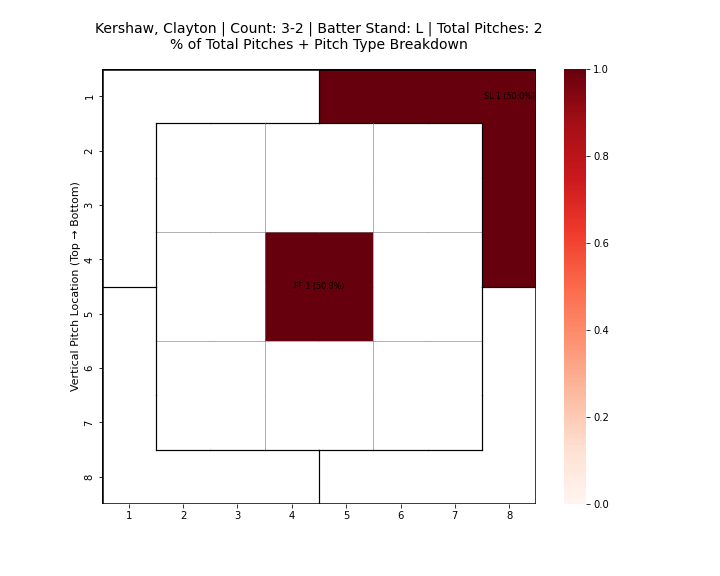 Kershaw, Clayton | Count: 3-2 | Batter Stand: L | Total Pitches: 2
% of Total Pitches + Pitch Type Breakdown
SL 1 (50.0%)
FF 1 (50.0%)
Vertical Pitch Location (Top → Bottom)
1
2
3
4
5
6
7
8
1 2 3 4 5 6 7 8
1.0
0.8
0.6
0.4
0.2
0.0